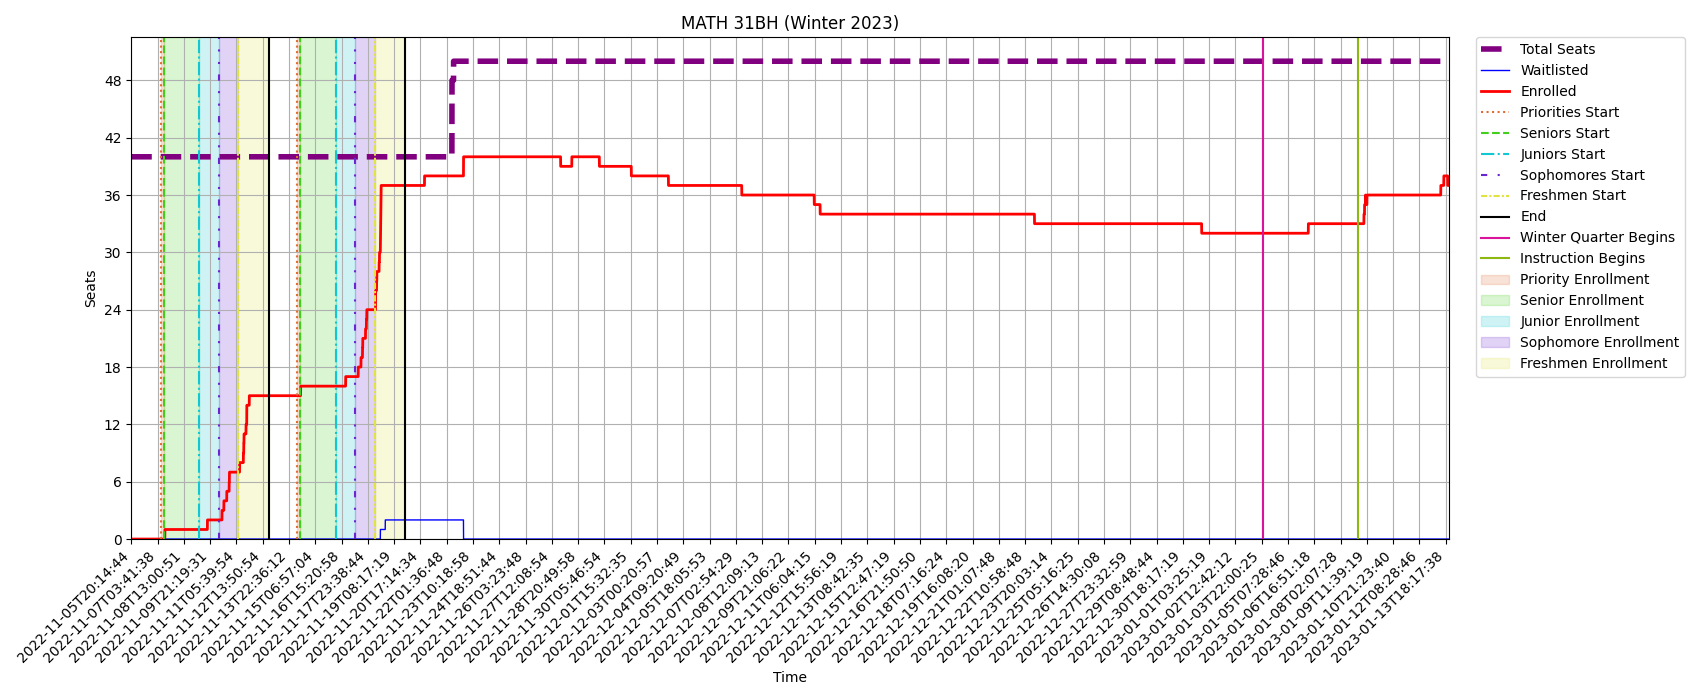 MATH 31BH (Winter 2023)
Seats
48
42
36
30
24
18
12
6
0
2022-11-05T20:14:44
2022-11-07T03:41:38
2022-11-08T13:00:51
2022-11-09T21:19:31
2022-11-11T05:39:54
2022-11-12T13:50:54
2022-11-13T22:36:12
2022-11-15T06:57:04
2022-11-16T15:20:58
2022-11-17T23:38:44
2022-11-19T08:17:19
2022-11-20T17:14:34
2022-11-22T01:36:48
2022-11-23T10:18:58
2022-11-24T18:51:44
2022-11-26T03:23:48
2022-11-27T12:08:54
2022-11-28T20:49:58
2022-11-30T05:46:54
2022-12-01T15:32:35
2022-12-03T00:20:57
2022-12-04T09:20:49
2022-12-05T18:05:53
2022-12-07T02:54:29
2022-12-08T12:09:13
2022-12-09T21:06:22
2022-12-11T06:04:15
2022-12-12T15:56:19
2022-12-13T08:42:35
2022-12-15T12:47:19
2022-12-16T21:50:50
2022-12-18T07:16:24
2022-12-19T16:08:20
2022-12-21T01:07:48
2022-12-22T10:58:48
2022-12-23T20:03:14
2022-12-25T05:16:25
2022-12-26T14:30:08
2022-12-27T23:32:59
2022-12-29T08:48:44
2022-12-30T18:17:19
2023-01-01T03:25:19
2023-01-02T12:42:12
2023-01-03T22:00:25
2023-01-05T07:28:46
2023-01-06T16:51:18
2023-01-08T02:07:28
2023-01-09T11:39:19
2023-01-10T21:23:40
2023-01-12T08:28:46
2023-01-13T18:17:38
Time
Total Seats
Waitlisted
Enrolled
Priorities Start
Seniors Start
Juniors Start
Sophomores Start
Freshmen Start
End
Winter Quarter Begins
Instruction Begins
Priority Enrollment
Senior Enrollment
Junior Enrollment
Sophomore Enrollment
Freshmen Enrollment